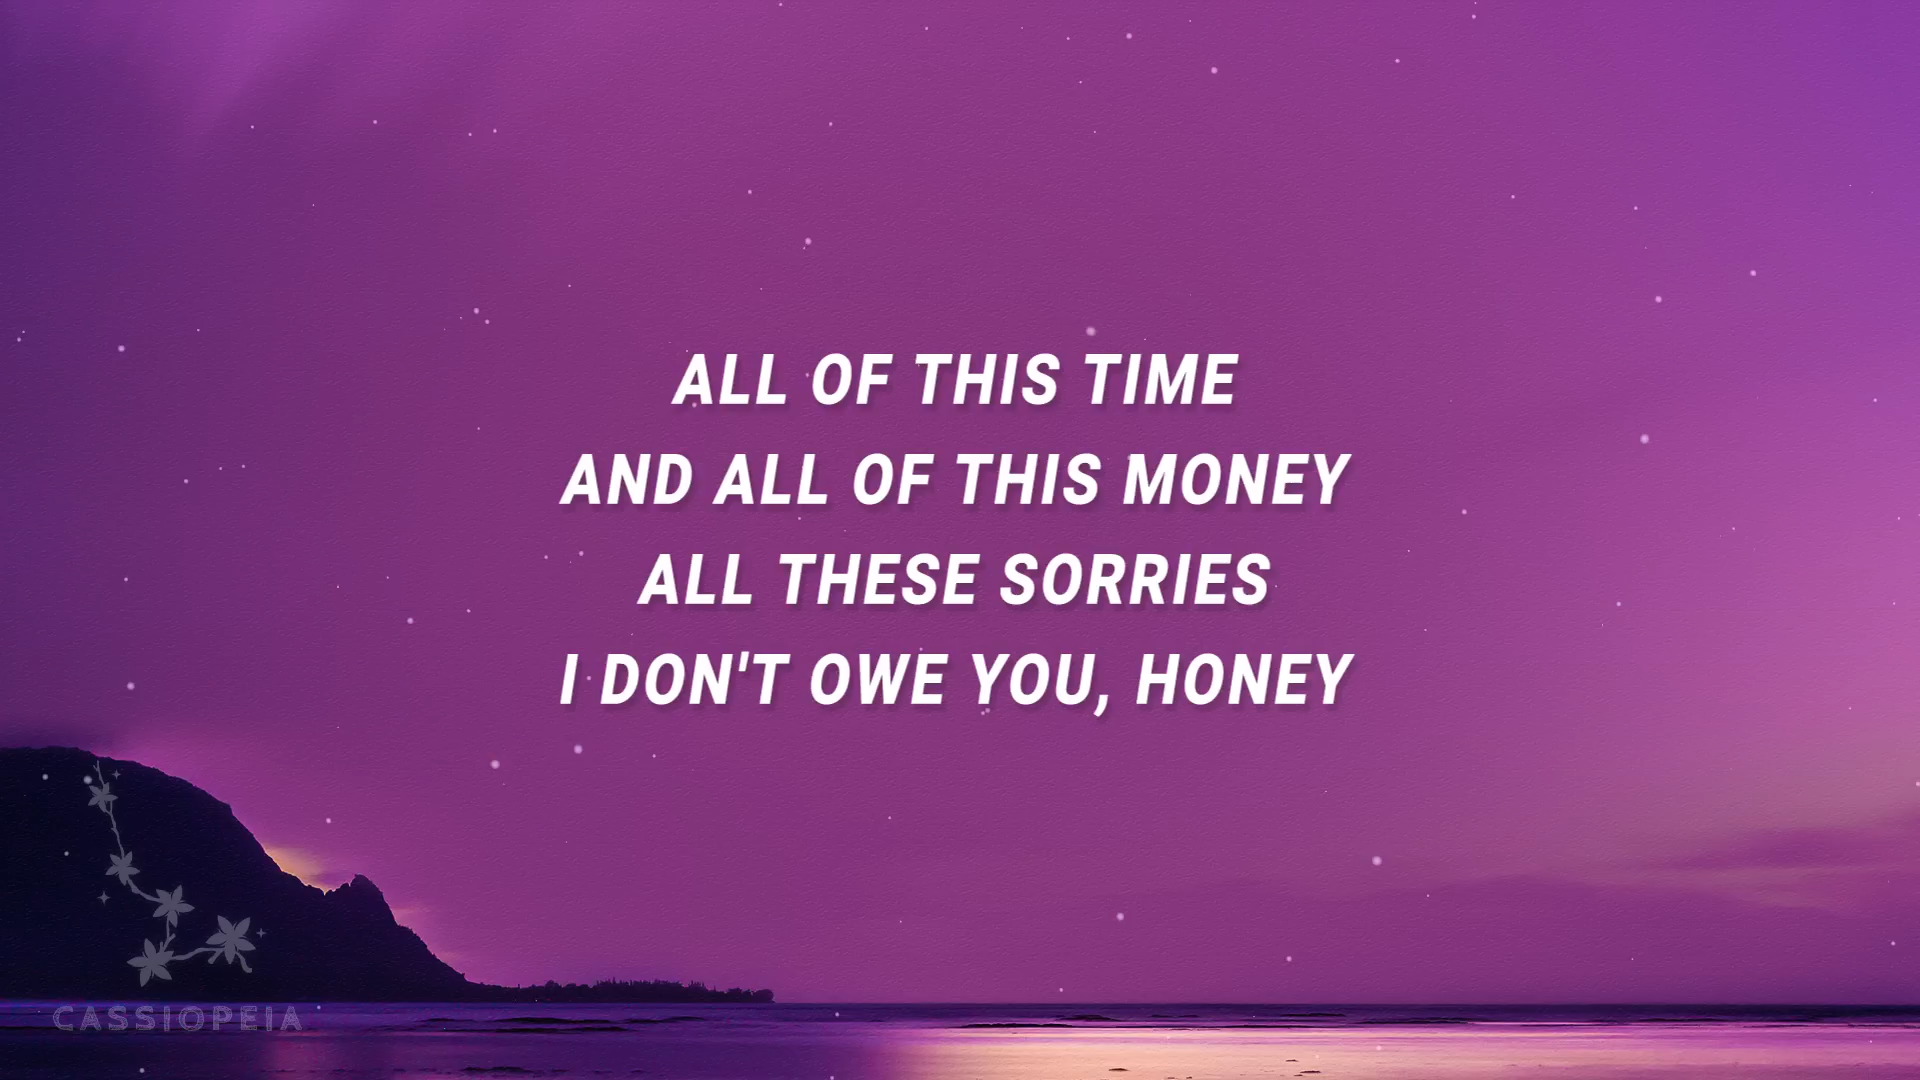 ALL OF THIS TIME
AND ALL OF THIS MONEY
ALL THESE SORRIES
I DON'T OWE YOU, HONEY
CASSIOPEIA